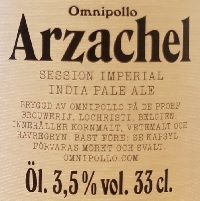 Omnipollo
Arzachel
SESSION IMPERIAL
INDIA PALE ALE
BRYGGD AV OMNIPOLLO PÅ DE PROEF
BROUWERIJ, LOCHRISTI, BELGIEN
INNEHÅLLER KORNMALT, VETEMALT OCH
HAVREGRYN BÄST FÖRE: SE KAPSYL
FÖRVARAS MÖRKT OCH SVALT.
OMNIPOLLO.COM
Öl. 3,5% vol. 33 cl.